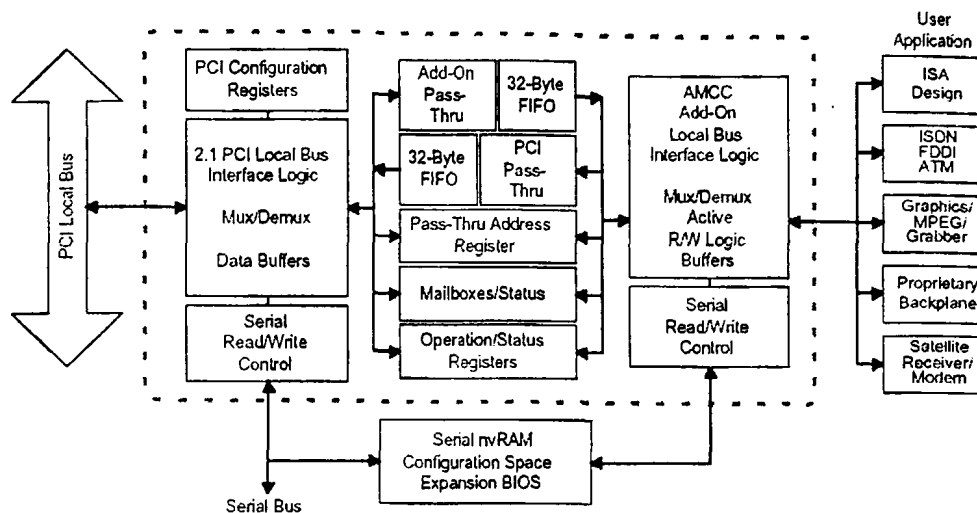 User
Application
PCI Local Bus
PCI Configuration
Registers
2.1 PCI Local Bus
Interface Logic
Mux/Demux
Data Buffers
Serial
Read/Write
Control
Add-On
Pass-
Thru
32-Byte
FIFO
32-Byte
FIFO
PCI
Pass-
Thru
Pass-Thru Address
Register
Mailboxes/Status
Operation/Status
Registers
AMCC
Add-On
Local Bus
Interface Logic
Mux/Demux
Active
R/W Logic
Buffers
Serial
Read/Write
Control
ISA
Design
ISDN
FDDI
ATM
Graphics/
MPEG/
Grabber
Proprietary
Backplane
Satellite
Receiver/
Modem
Serial nvRAM
Configuration Space
Expansion BIOS
Serial Bus